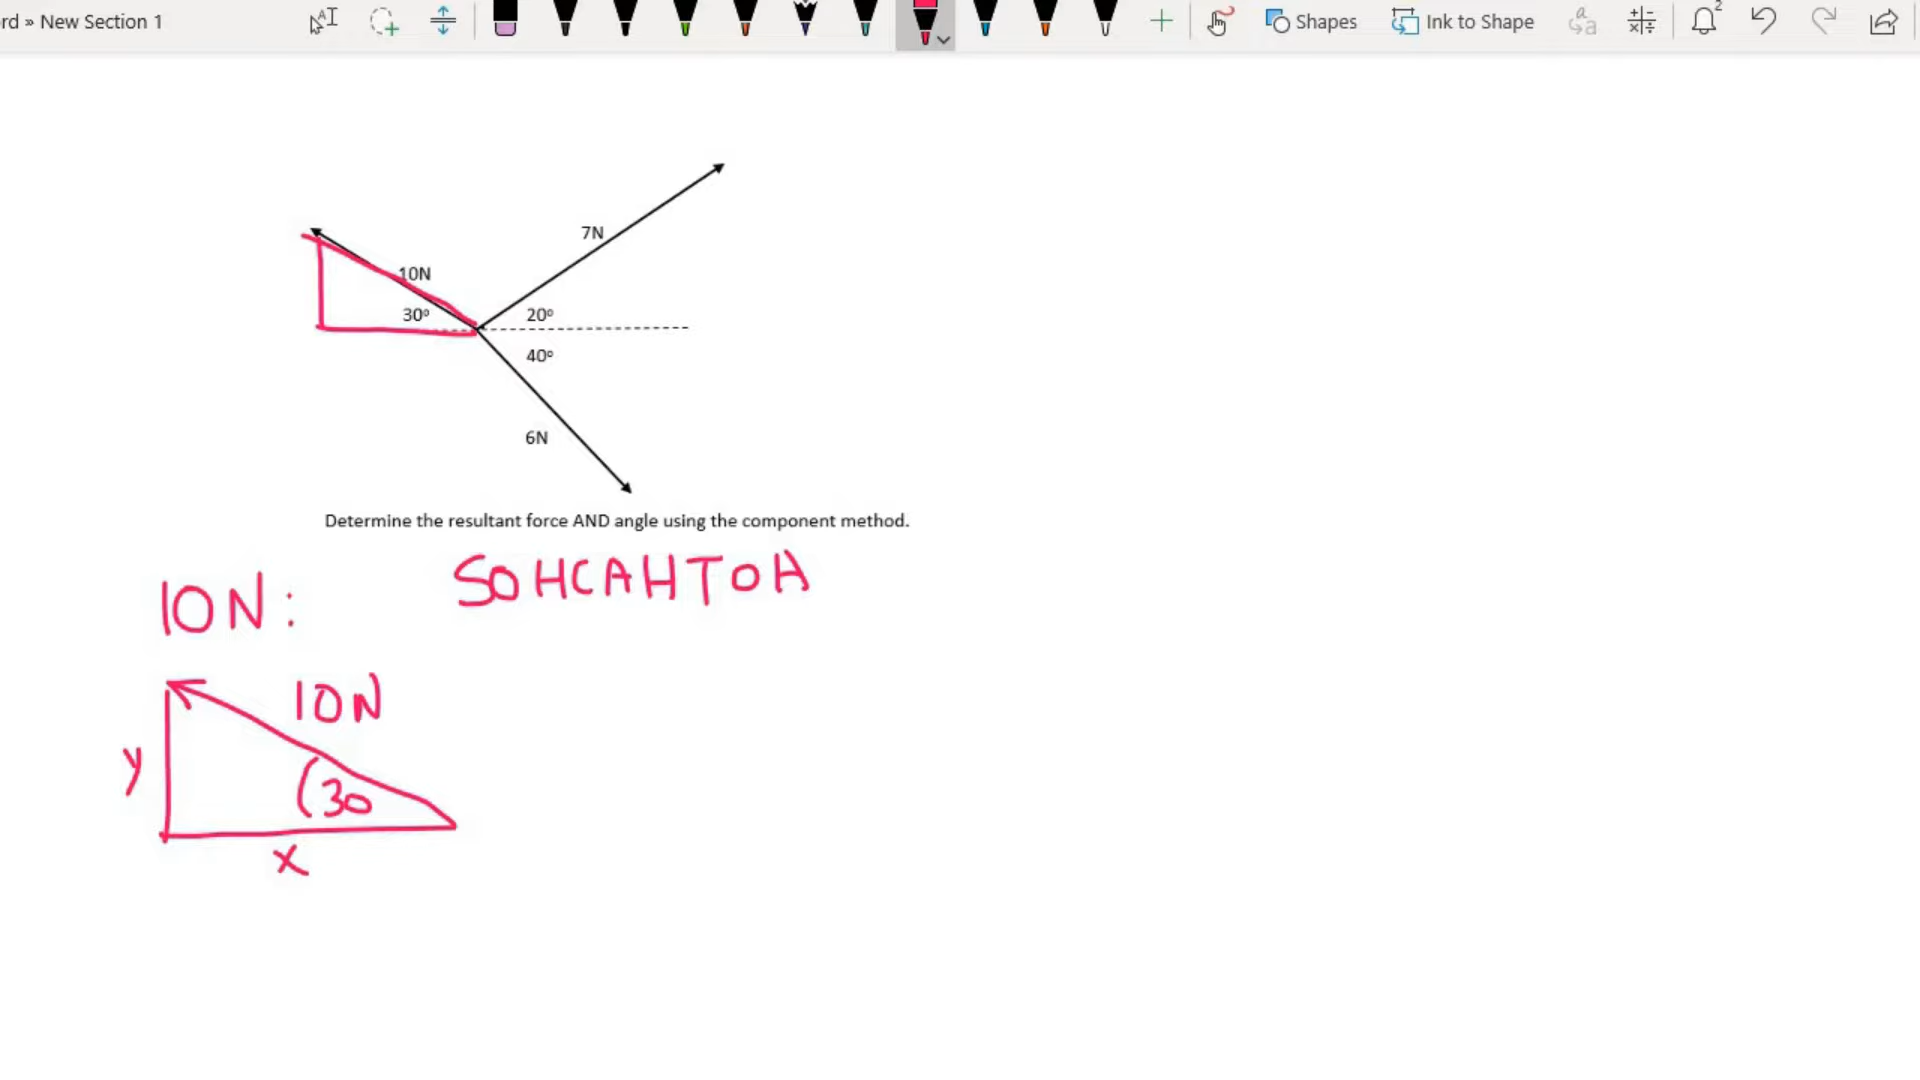 rd » New Section 1
Shapes
Ink to Shape
2
7N
10N
30°
20°
40°
6N
Determine the resultant force AND angle using the component method.
SOHCAHTOA
10N:
10N
y
30
x